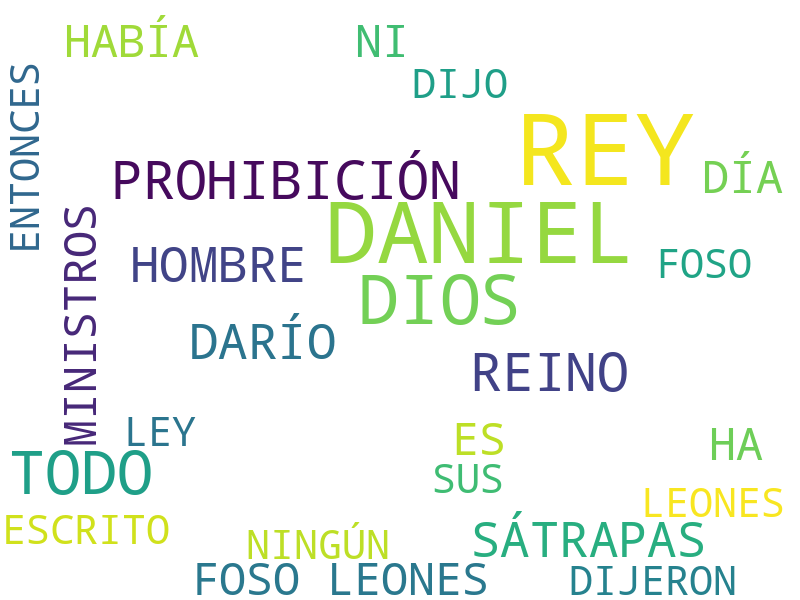 HABÍA
NI
DIJO
ENTONCES
REY
PROHIBICIÓN
DÍA
DANIEL
MINISTROS
HOMBRE
FOSO
DIOS
DARÍO
REINO
LEY
ES
HA
TODO
SUS
LEONES
ESCRITO
NINGÚN
SÁTRAPAS
FOSO LEONES
DIJERON